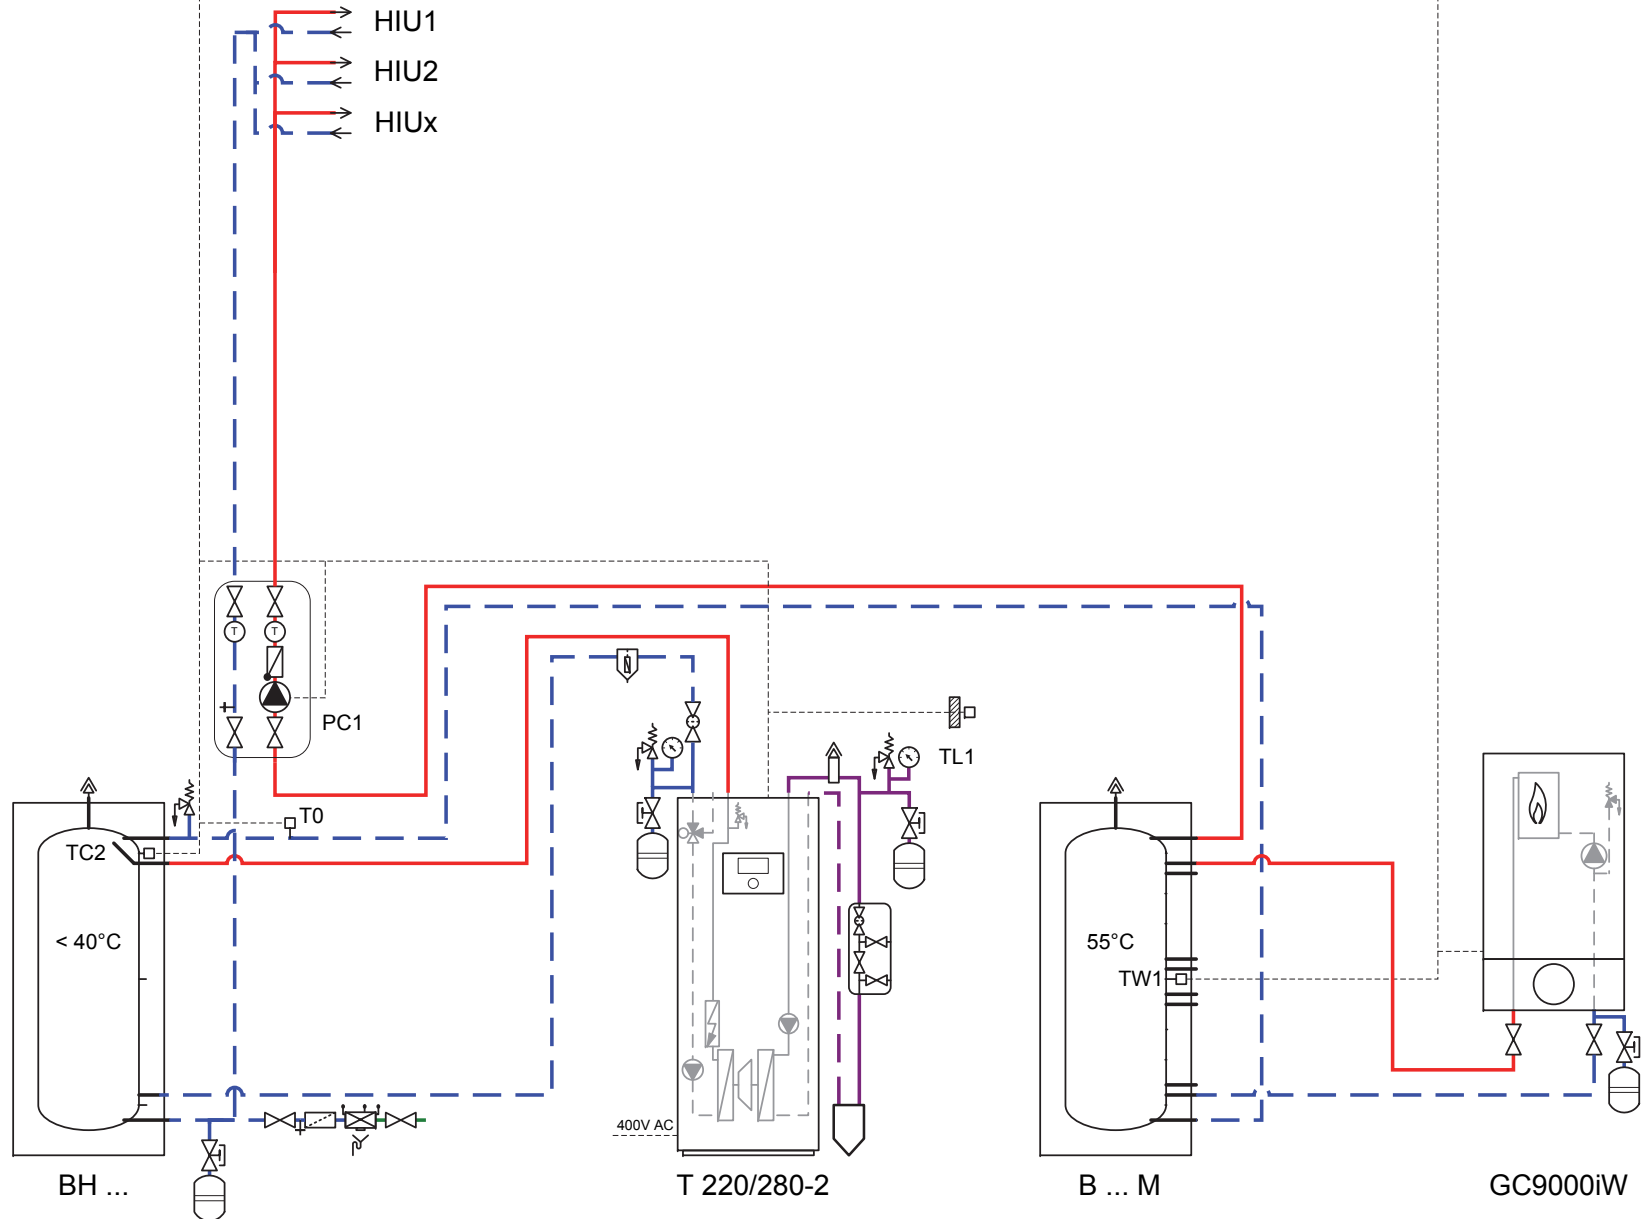 HIU1
HIU2
HIUx
T
T
PC1
TL1
T0
TC2
< 40°C
55°C
TW1
400V AC
BH ...
T 220/280-2
B ... M
GC9000iW